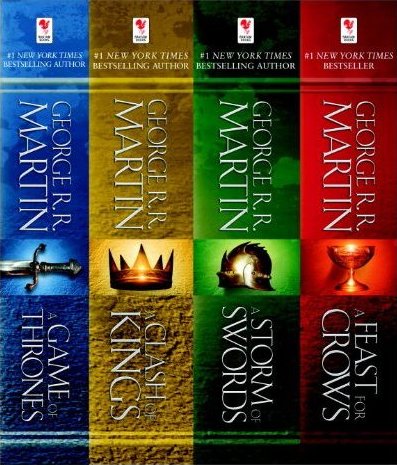 #1 NEW YORK TIMES
BESTSELLING AUTHOR
GEORGE R. R.
MARTIN
A GAME OF
THRONES
#1 NEW YORK TIMES
BESTSELLING AUTHOR
GEORGE R. R.
MARTIN
A CLASH OF
KINGS
#1 NEW YORK TIMES
BESTSELLING AUTHOR
GEORGE R. R.
MARTIN
A STORM OF
SWORDS
#1 NEW YORK TIMES
BESTSELLER
GEORGE R. R.
MARTIN
A FEAST FOR
CROWS